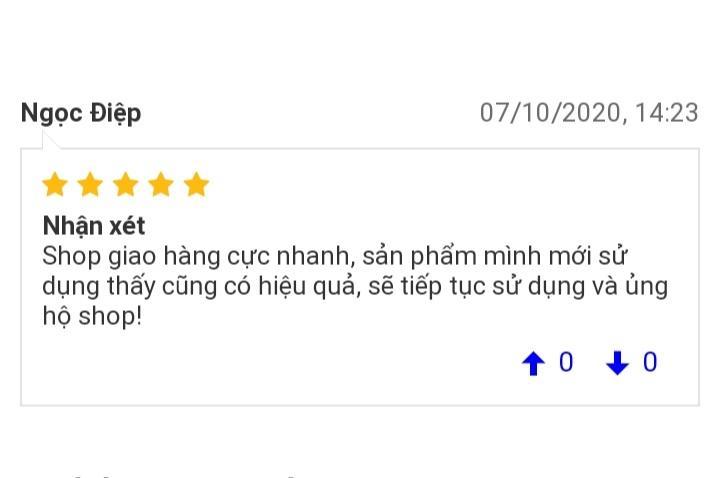 Ngọc Điệp
07/10/2020, 14:23
Nhận xét
Shop giao hàng cực nhanh, sản phẩm mình mới sử
dụng thấy cũng có hiệu quả, sẽ tiếp tục sử dụng và ủng
hộ shop!
0 0